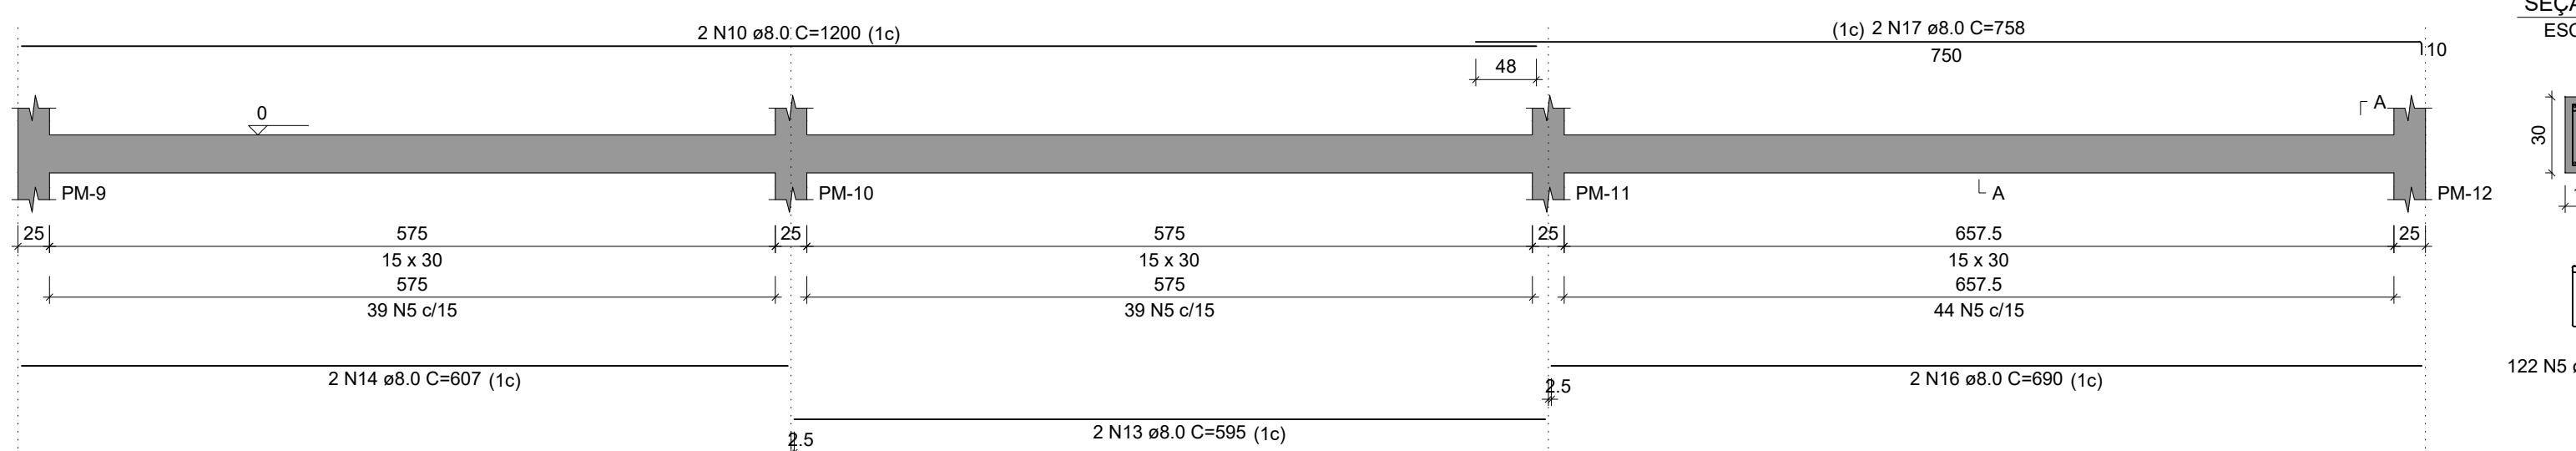 SEÇÃ
2 N10 ø8.0 C=1200 (1c)
(1c) 2 N17 ø8.0 C=758
ESC
750
10
48
0
A
30
PM-9
PM-10
PM-11
A
PM-12
25
575
25
575
25
657.5
25
15 x 30
15 x 30
15 x 30
575
575
657.5
39 N5 c/15
39 N5 c/15
44 N5 c/15
2 N14 ø8.0 C=607 (1c)
2.5
2 N16 ø8.0 C=690 (1c)
122 N5 ø
2.5
2 N13 ø8.0 C=595 (1c)